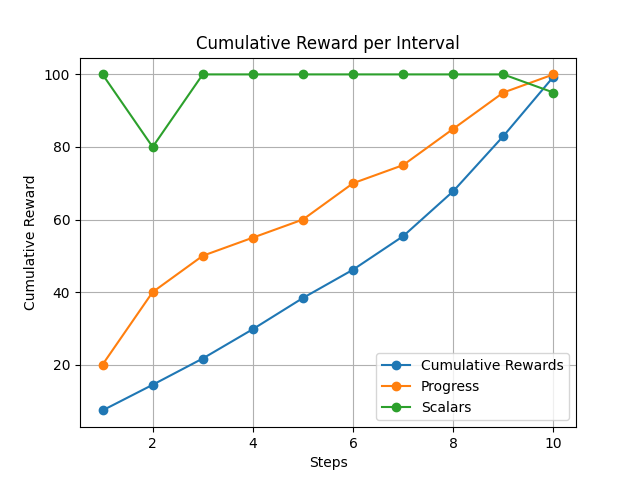 Cumulative Reward per Interval
Cumulative Reward
100
80
60
40
20
2 4 6 8 10
Steps
Cumulative Rewards
Progress
Scalars